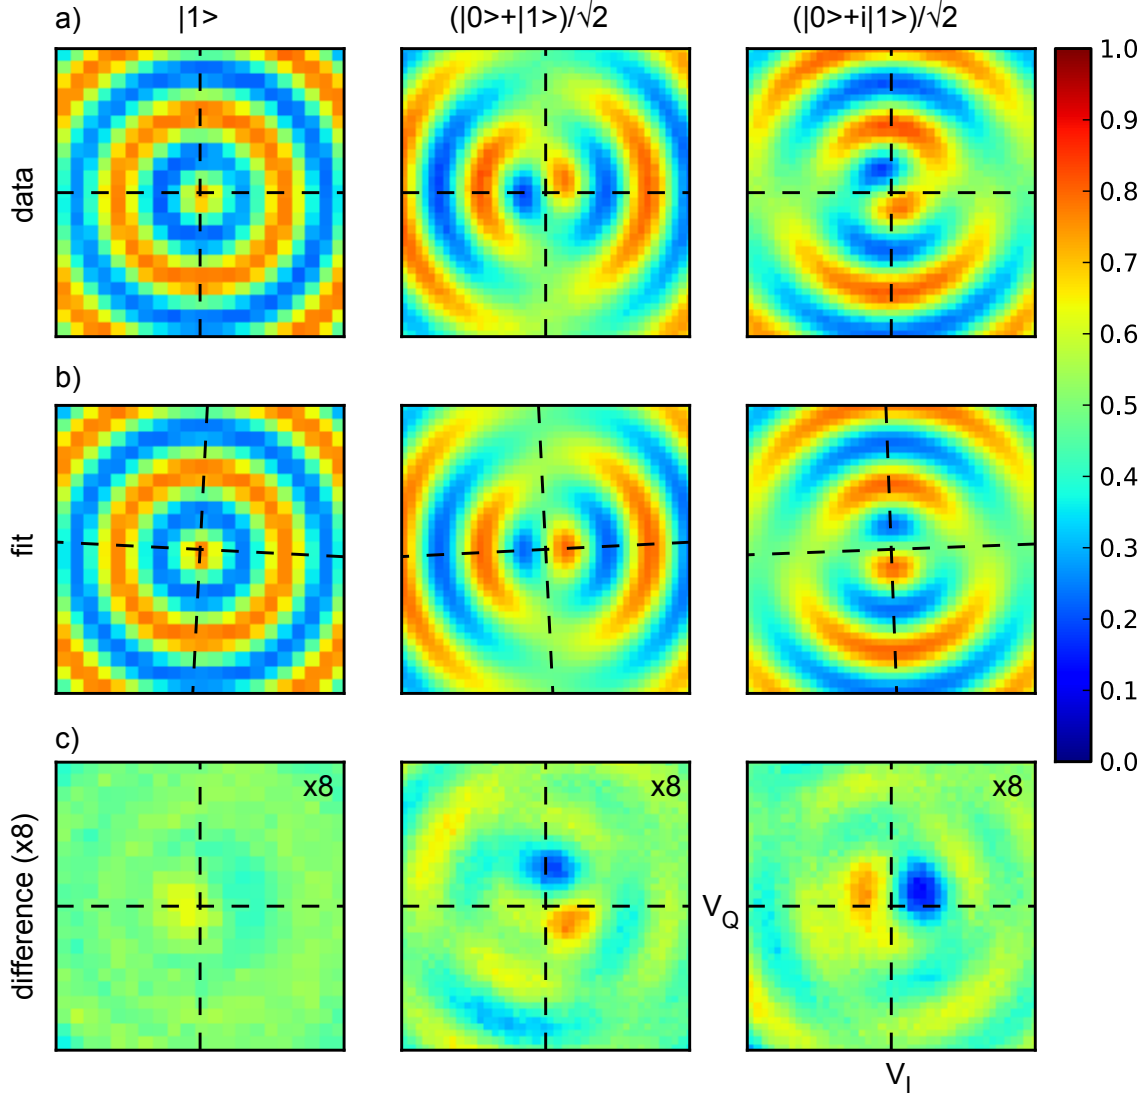 a) |1> (|0>+|1>)/√2 (|0>+i|1>)/√2
data
1.0
0.9
0.8
0.7
0.6
0.5
0.4
0.3
0.2
0.1
0.0
b)
fit
c)
difference (x8)
x8
x8
x8
V_Q
V_I